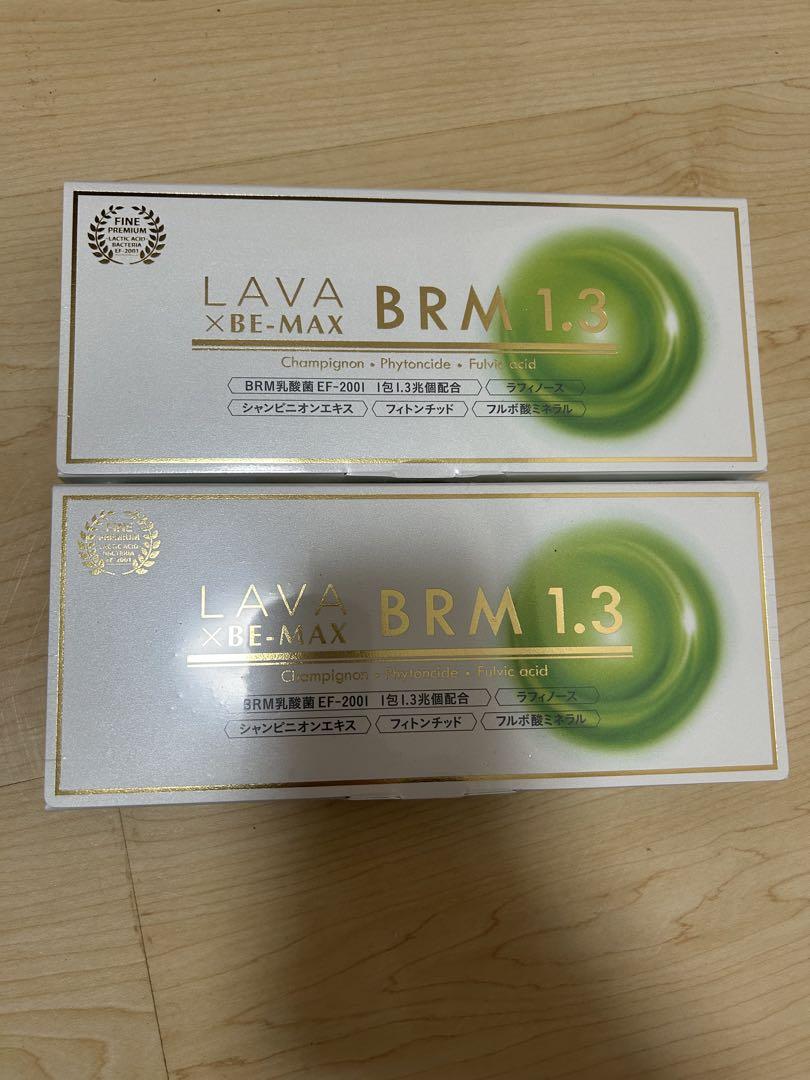 FINE
PREMIUM
LACTIC ACID
BACTERIA
EF-2001
LAVA
×BE-MAX
BRM 1.3
Champignon • Phytoncide • Fulvic acid
BRM乳酸菌 EF-2001 1包1.3兆個配合
ラフィノース
シャンピニオンエキス
フィトンチッド
フルボ酸ミネラル
FINE
PREMIUM
LACTIC ACID
BACTERIA
EF-2001
LAVA
×BE-MAX
BRM 1.3
Champignon • Phytoncide • Fulvic acid
BRM乳酸菌 EF-2001 1包1.3兆個配合
ラフィノース
シャンピニオンエキス
フィトンチッド
フルボ酸ミネラル